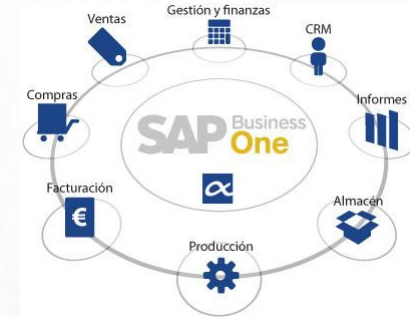 Gestión y finanzas
Ventas
CRM
Compras
Informes
SAP Business One
Facturación
€
Almacén
Producción